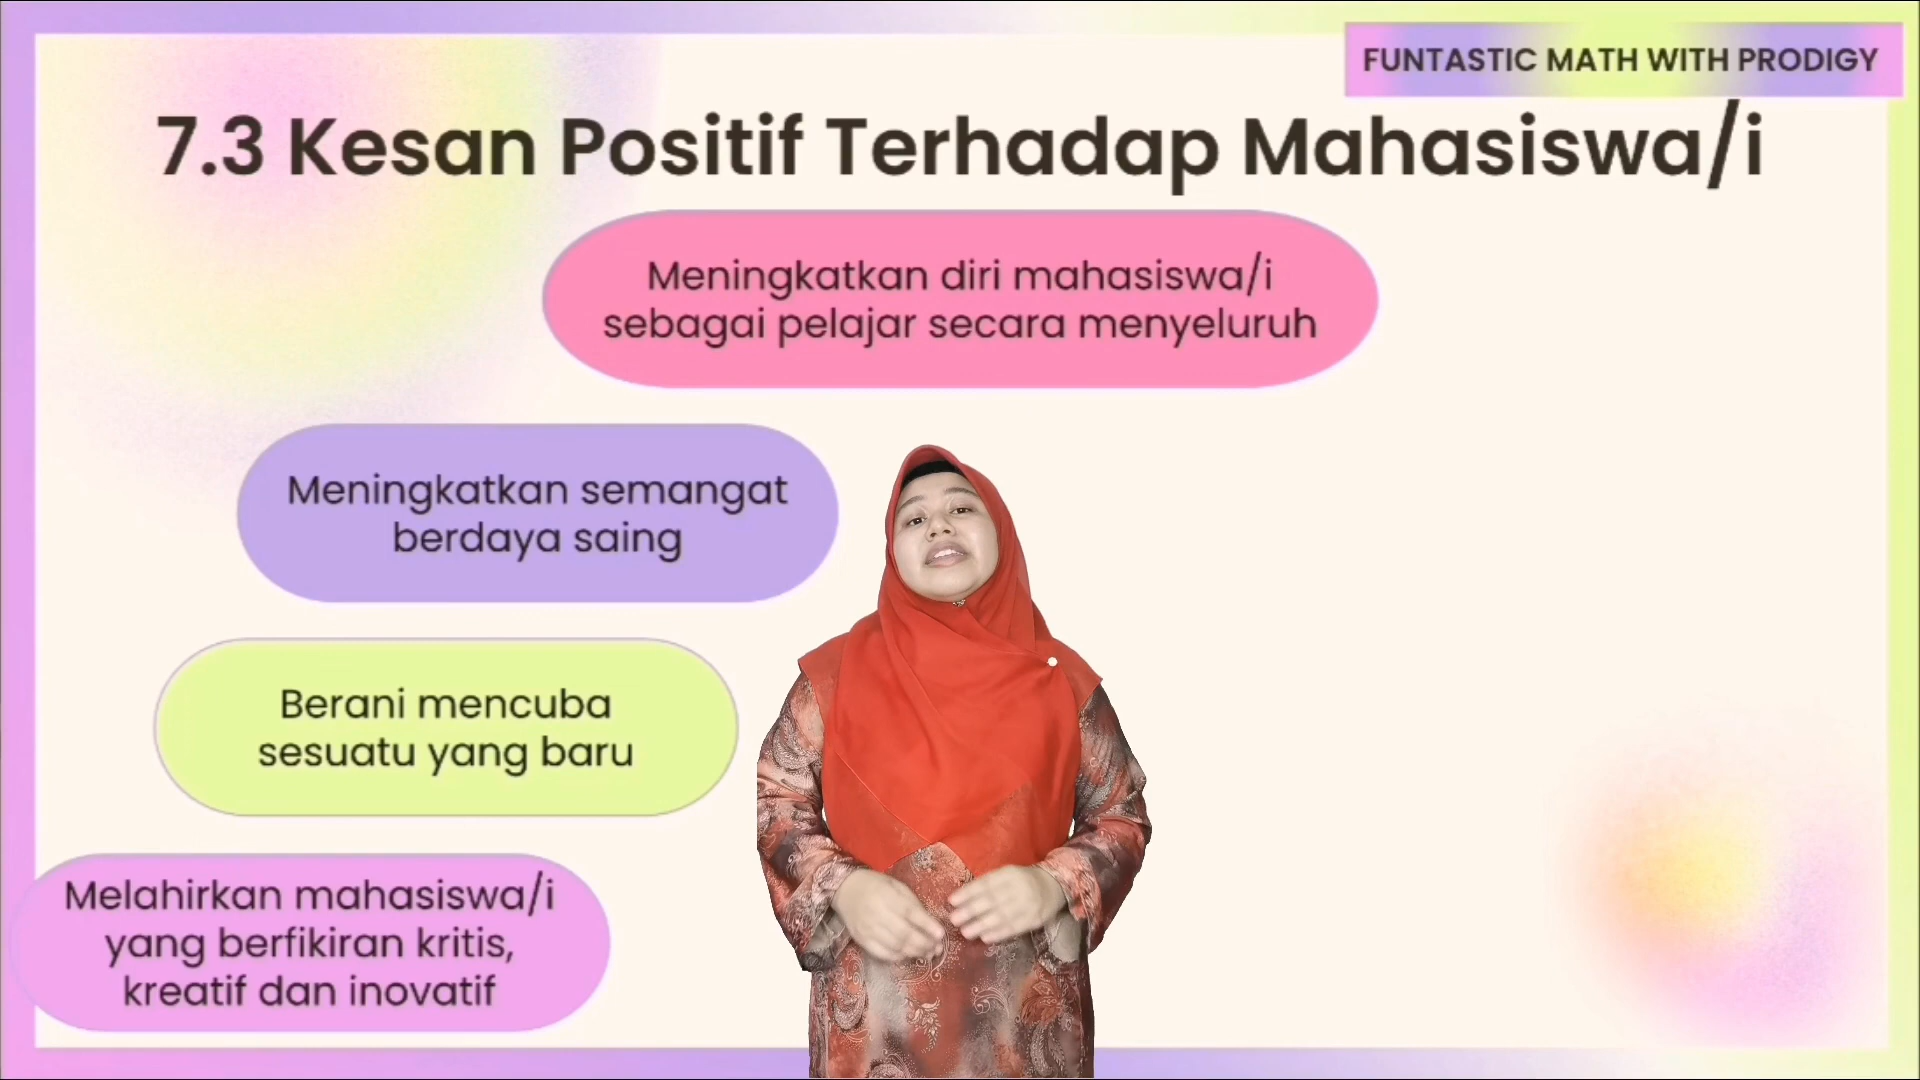 FUNTASTIC MATH WITH PRODIGY
7.3 Kesan Positif Terhadap Mahasiswa/i
Meningkatkan diri mahasiswa/i
sebagai pelajar secara menyeluruh
Meningkatkan semangat
berdaya saing
Berani mencuba
sesuatu yang baru
Melahirkan mahasiswa/i
yang berfikiran kritis,
kreatif dan inovatif